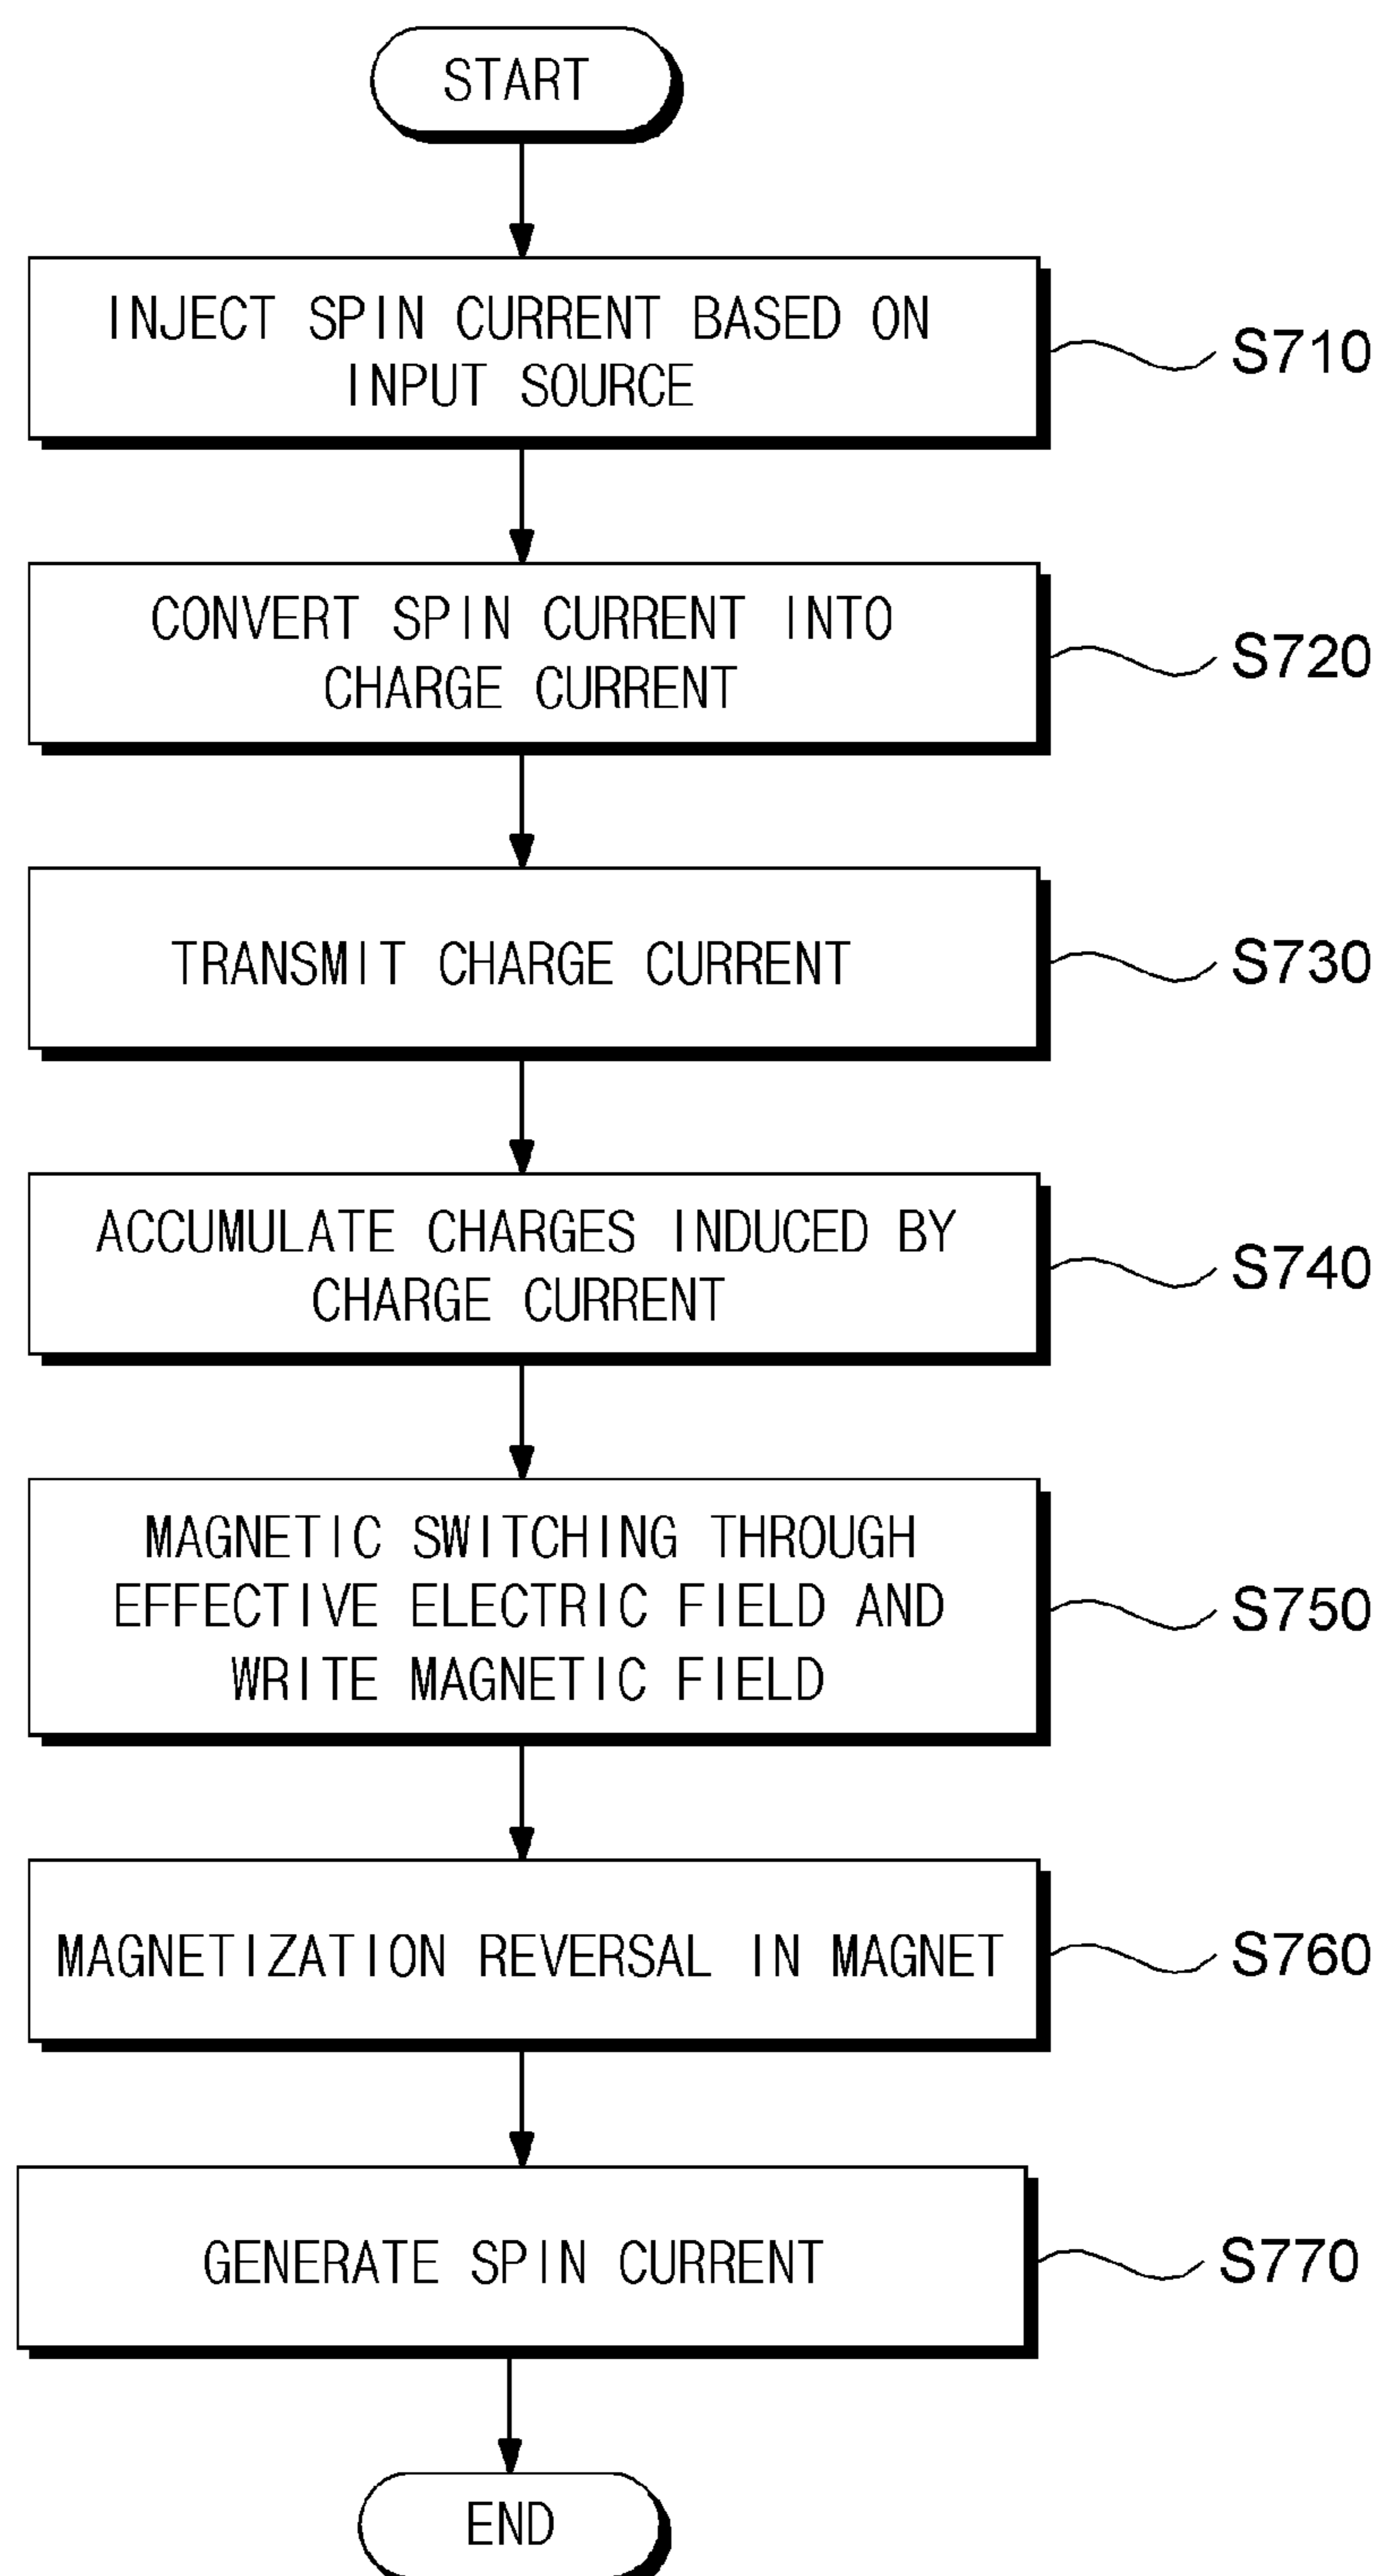 START
INJECT SPIN CURRENT BASED ON
INPUT SOURCE
S710
CONVERT SPIN CURRENT INTO
CHARGE CURRENT
S720
TRANSMIT CHARGE CURRENT
S730
ACCUMULATE CHARGES INDUCED BY
CHARGE CURRENT
S740
MAGNETIC SWITCHING THROUGH
EFFECTIVE ELECTRIC FIELD AND
WRITE MAGNETIC FIELD
S750
MAGNETIZATION REVERSAL IN MAGNET
S760
GENERATE SPIN CURRENT
S770
END